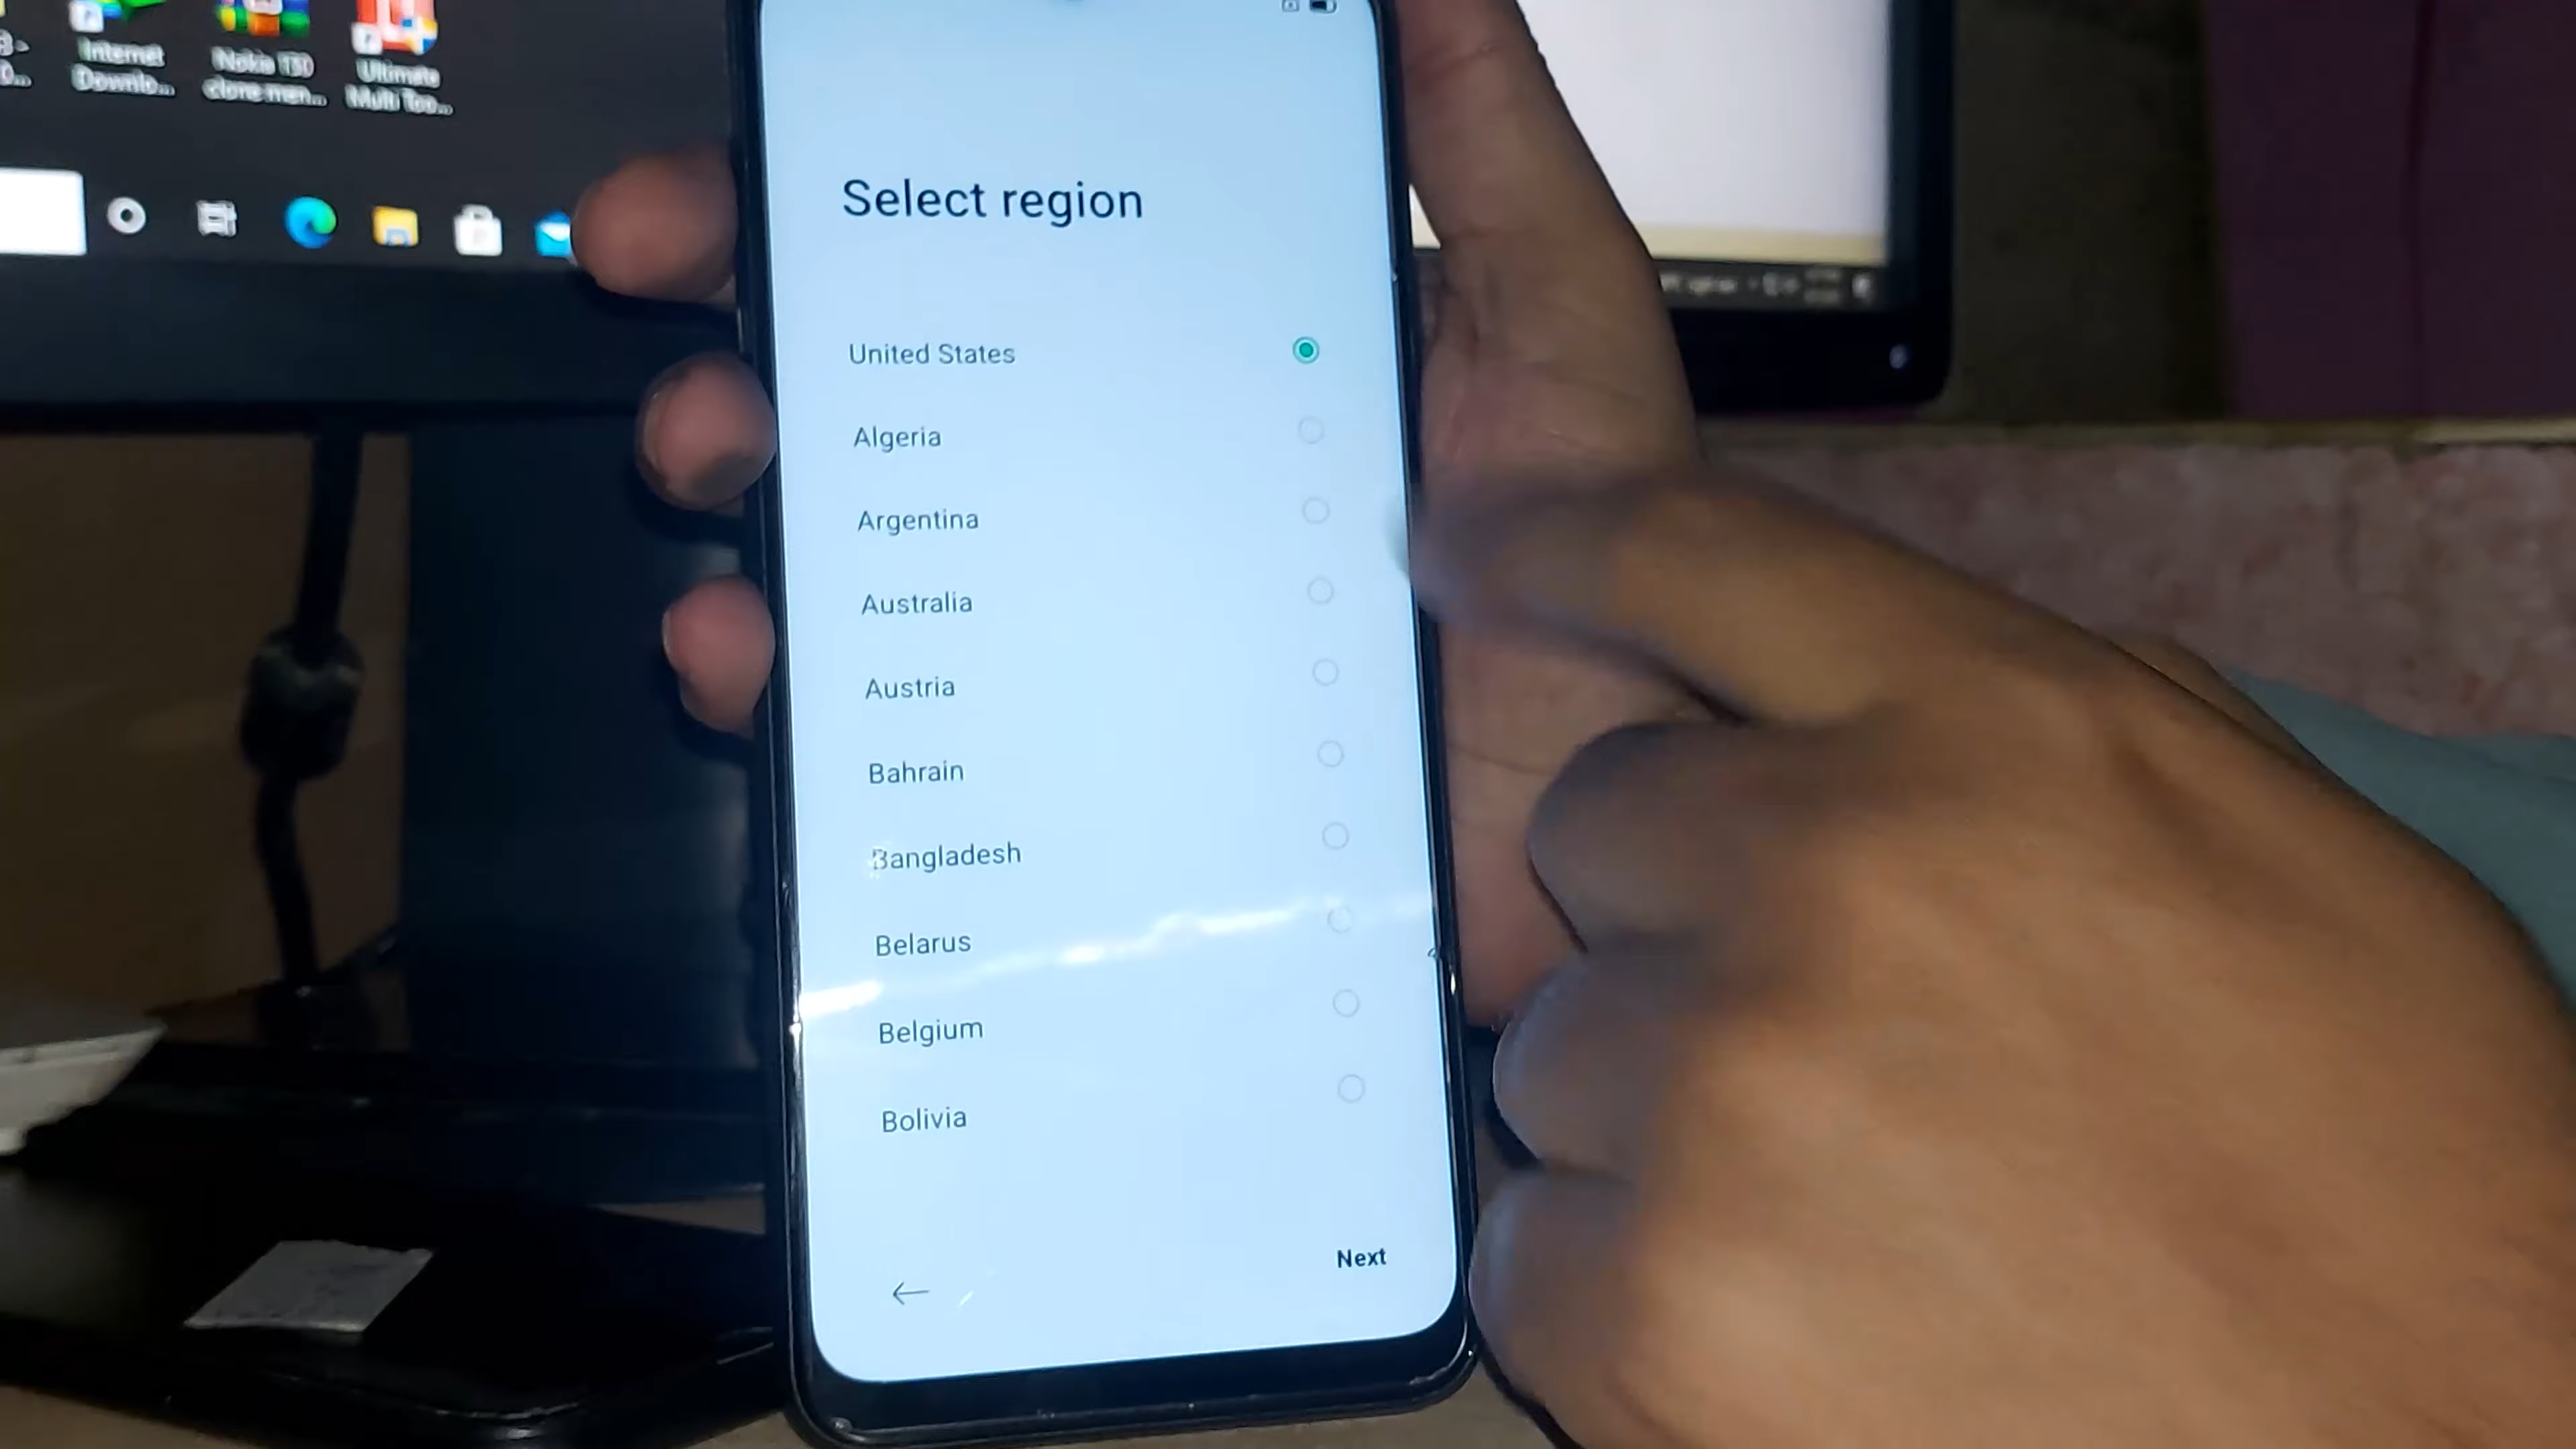 Internet
Downlo...
Nokia 150
clone men...
Ultimate
Multi Too...
Select region
United States
Algeria
Argentina
Australia
Austria
Bahrain
Bangladesh
Belarus
Belgium
Bolivia
Next